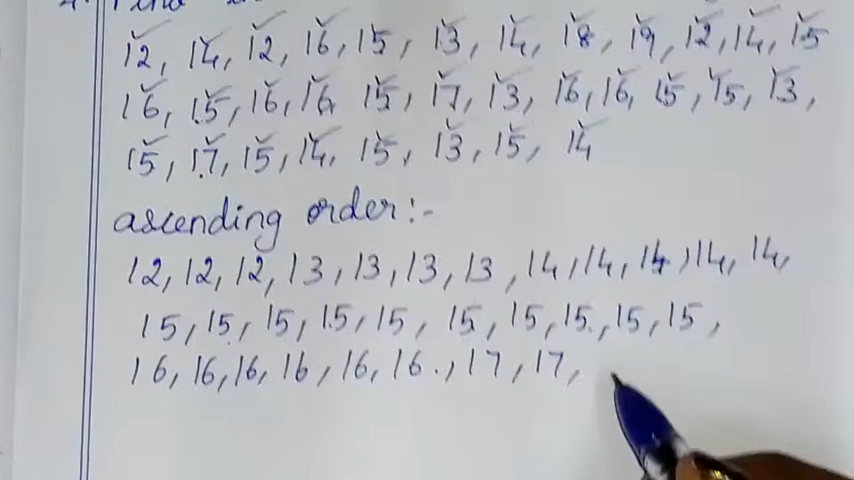 12, 14, 12, 16, 15, 13, 14, 18, 19, 12, 14, 15
16, 15, 16, 16, 15, 17, 13, 16, 16, 15, 15, 13,
15, 17, 15, 14, 15, 13, 15, 14
ascending order:-
12, 12, 12, 13, 13, 13, 13, 14, 14, 14, 14, 14,
15, 15, 15, 15, 15, 15, 15, 15, 15, 15,
16, 16, 16, 16, 16, 16., 17, 17,